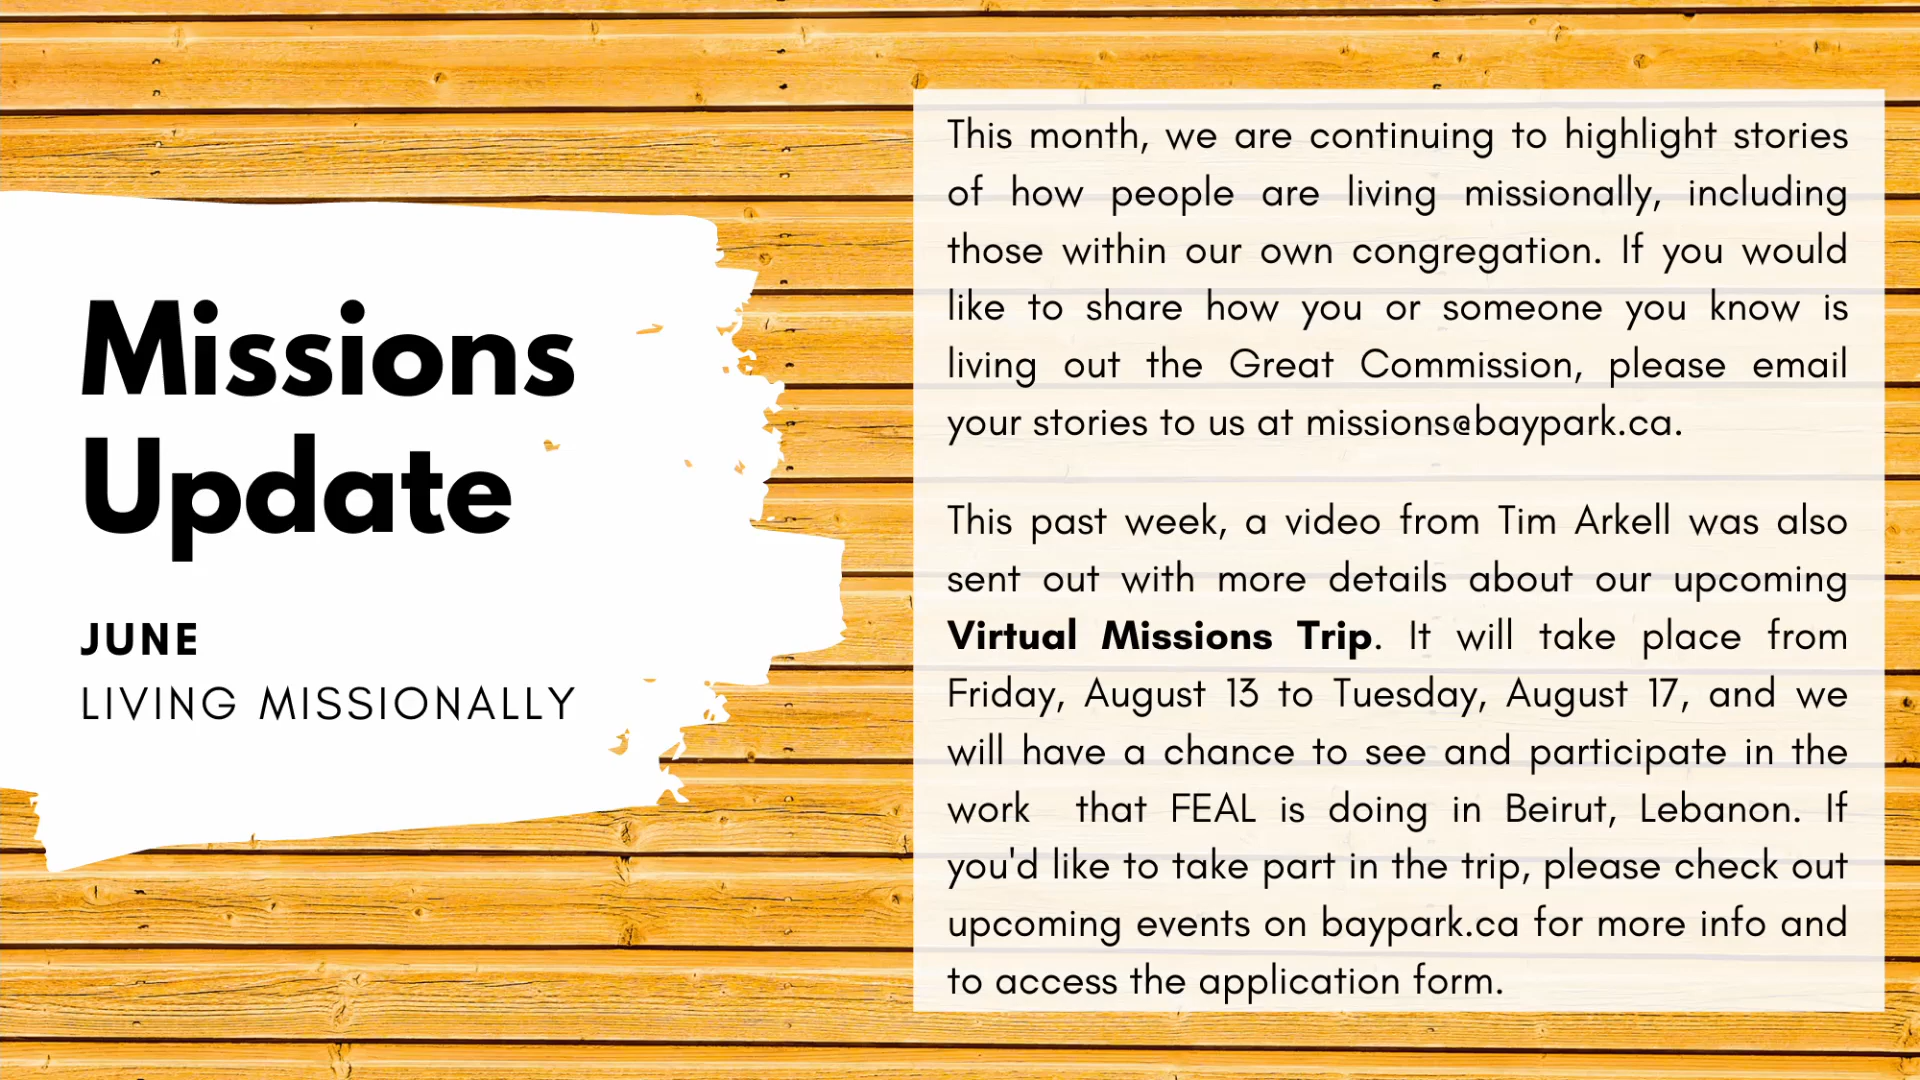 Missions
Update
JUNE
LIVING MISSIONALLY
This month, we are continuing to highlight stories
of how people are living missionally, including
those within our own congregation. If you would
like to share how you or someone you know is
living out the Great Commission, please email
your stories to us at missions@baypark.ca.
This past week, a video from Tim Arkell was also
sent out with more details about our upcoming
Virtual Missions Trip. It will take place from
Friday, August 13 to Tuesday, August 17, and we
will have a chance to see and participate in the
work that FEAL is doing in Beirut, Lebanon. If
you'd like to take part in the trip, please check out
upcoming events on baypark.ca for more info and
to access the application form.